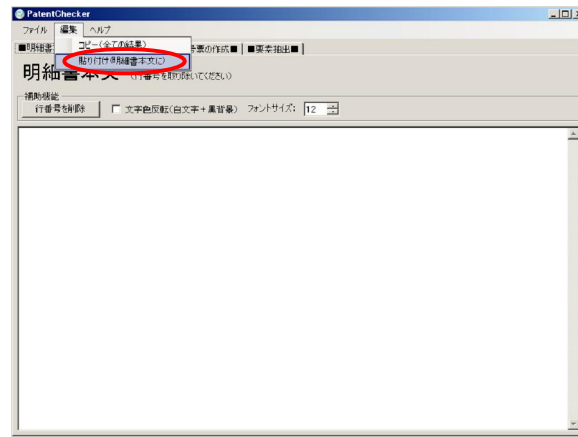 PatentChecker
ファイル 編集 ヘルプ
コピー(全ての結果)
貼り付け(明細書本文に)
■明細書
票の作成■ ■要素抽出■
明細書本文 (行番号を取り除いてください)
補助機能
行番号を削除 文字色反転(白文字+黒背景) フォントサイズ: 12